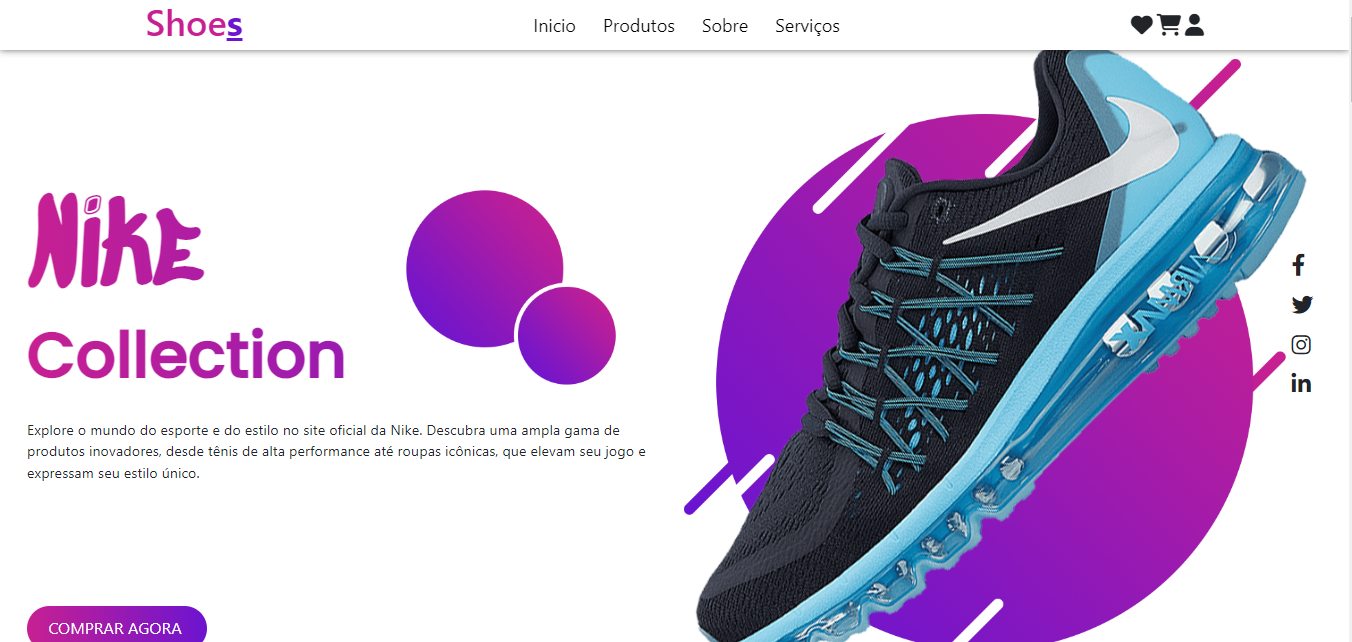 Shoes
Inicio Produtos Sobre Serviços
NiKE
Collection
Explore o mundo do esporte e do estilo no site oficial da Nike. Descubra uma ampla gama de
produtos inovadores, desde tênis de alta performance até roupas icônicas, que elevam seu jogo e
expressam seu estilo único.
COMPRAR AGORA